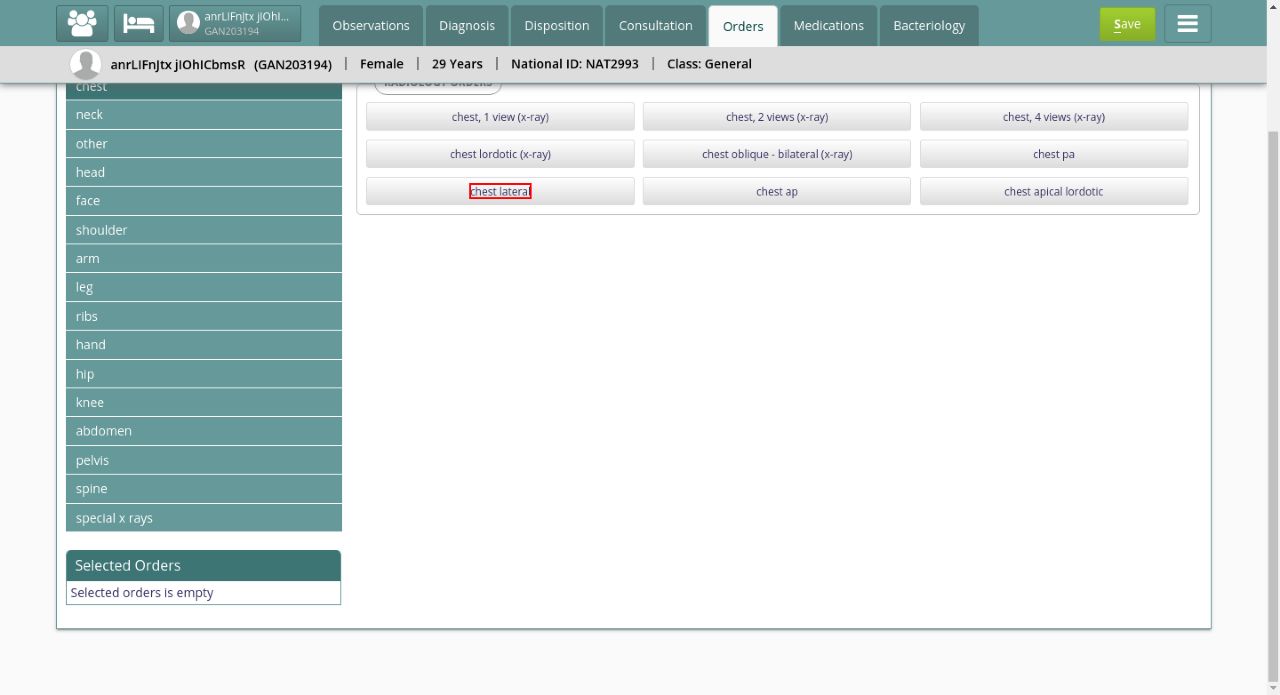 anrLIFnJtx jIOhI...
GAN203194
Observations
Diagnosis
Disposition
Consultation
Orders
Medications
Bacteriology
Save
anrLIFnJtx jIOhICbmsR (GAN203194) | Female | 29 Years | National ID: NAT2993 | Class: General
chest
neck
other
head
face
shoulder
arm
leg
ribs
hand
hip
knee
abdomen
pelvis
spine
special x rays
Selected Orders
Selected orders is empty
RADIOLOGY ORDERS
chest, 1 view (x-ray)
chest, 2 views (x-ray)
chest, 4 views (x-ray)
chest lordotic (x-ray)
chest oblique - bilateral (x-ray)
chest pa
chest lateral
chest ap
chest apical lordotic